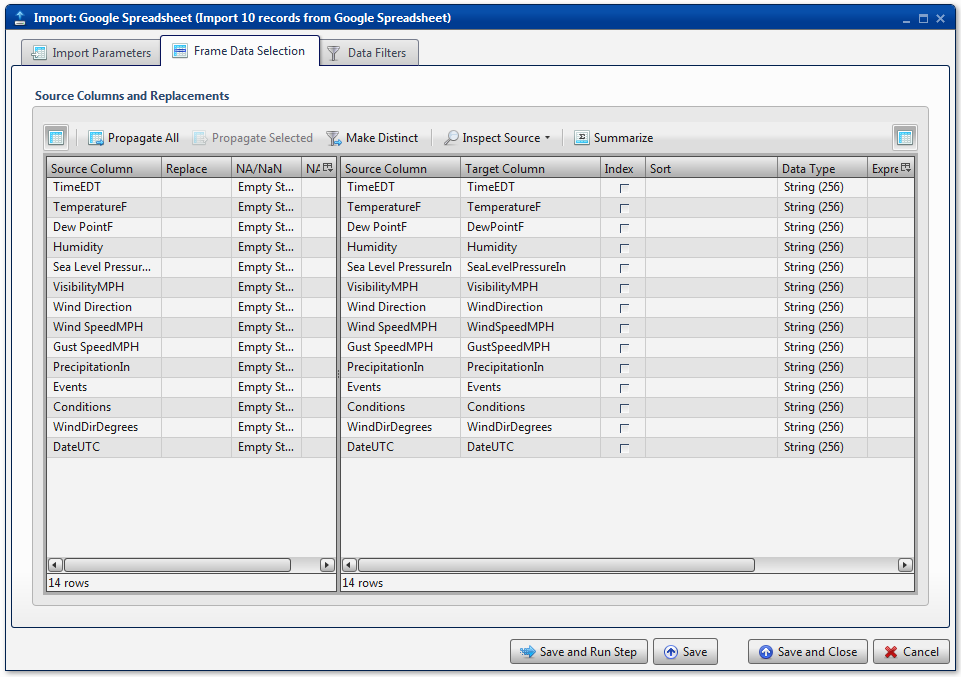 Import: Google Spreadsheet (Import 10 records from Google Spreadsheet)
Import Parameters Frame Data Selection Data Filters
Source Columns and Replacements
Propagate All Propagate Selected Make Distinct Inspect Source Summarize
Source Column Replace NA/NaN NA Source Column Target Column Index Sort Data Type Expre
TimeEDT Empty St... TimeEDT TimeEDT String (256)
TemperatureF Empty St... TemperatureF TemperatureF String (256)
Dew PointF Empty St... Dew PointF DewPointF String (256)
Humidity Empty St... Humidity Humidity String (256)
Sea Level Pressur... Empty St... Sea Level PressureIn SeaLevelPressureIn String (256)
VisibilityMPH Empty St... VisibilityMPH VisibilityMPH String (256)
Wind Direction Empty St... Wind Direction WindDirection String (256)
Wind SpeedMPH Empty St... Wind SpeedMPH WindSpeedMPH String (256)
Gust SpeedMPH Empty St... Gust SpeedMPH GustSpeedMPH String (256)
PrecipitationIn Empty St... PrecipitationIn PrecipitationIn String (256)
Events Empty St... Events Events String (256)
Conditions Empty St... Conditions Conditions String (256)
WindDirDegrees Empty St... WindDirDegrees WindDirDegrees String (256)
DateUTC Empty St... DateUTC DateUTC String (256)
14 rows 14 rows
Save and Run Step Save Save and Close Cancel